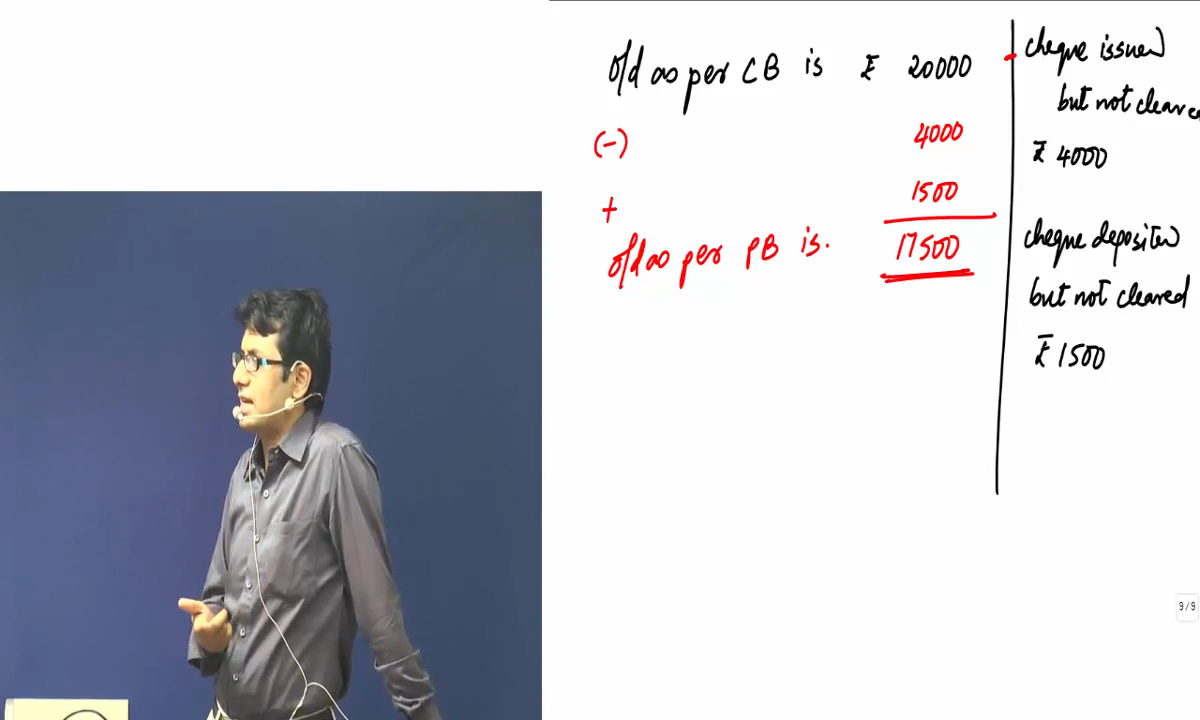 o/d as per CB is ₹ 20000
(-) 4000
+ 1500
o/d as per PB is. 17500
cheque issued
but not cleared
₹ 4000
cheque deposited
but not cleared
₹ 1500
9/9